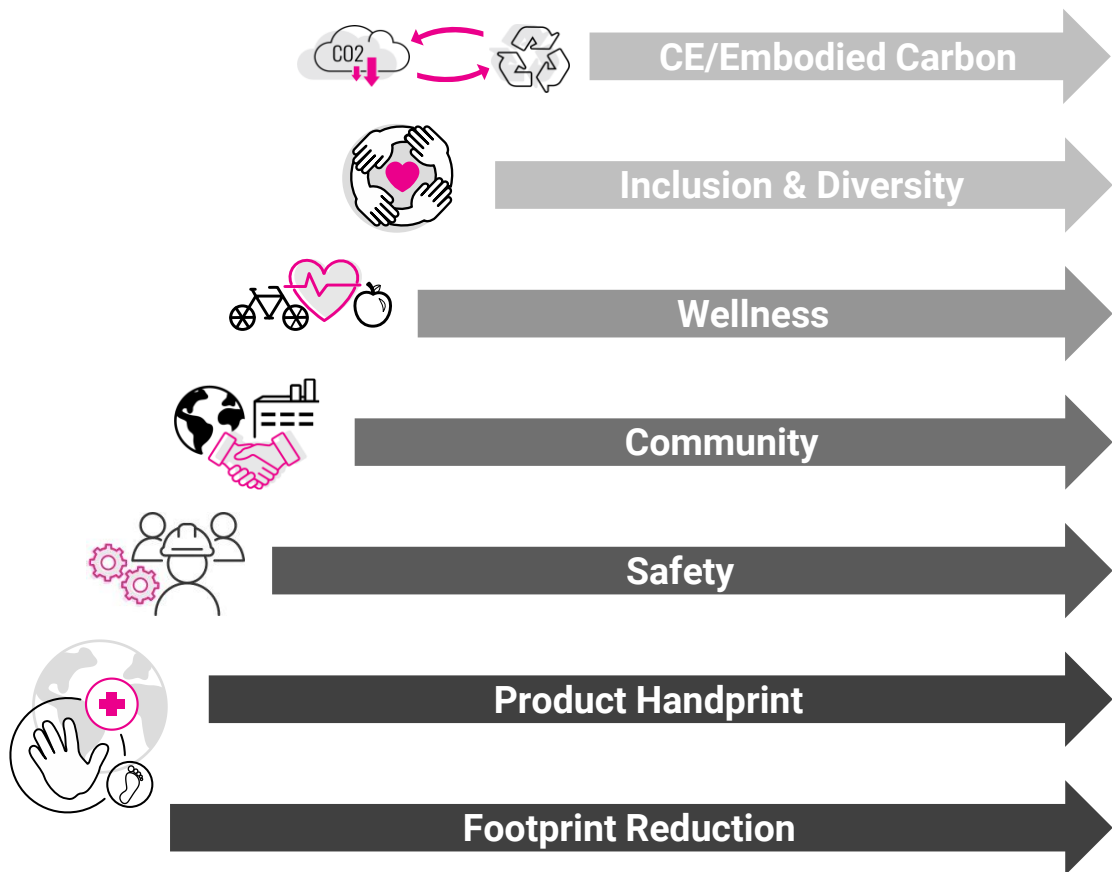 CO2
CE/Embodied Carbon
Inclusion & Diversity
Wellness
Community
Safety
Product Handprint
Footprint Reduction